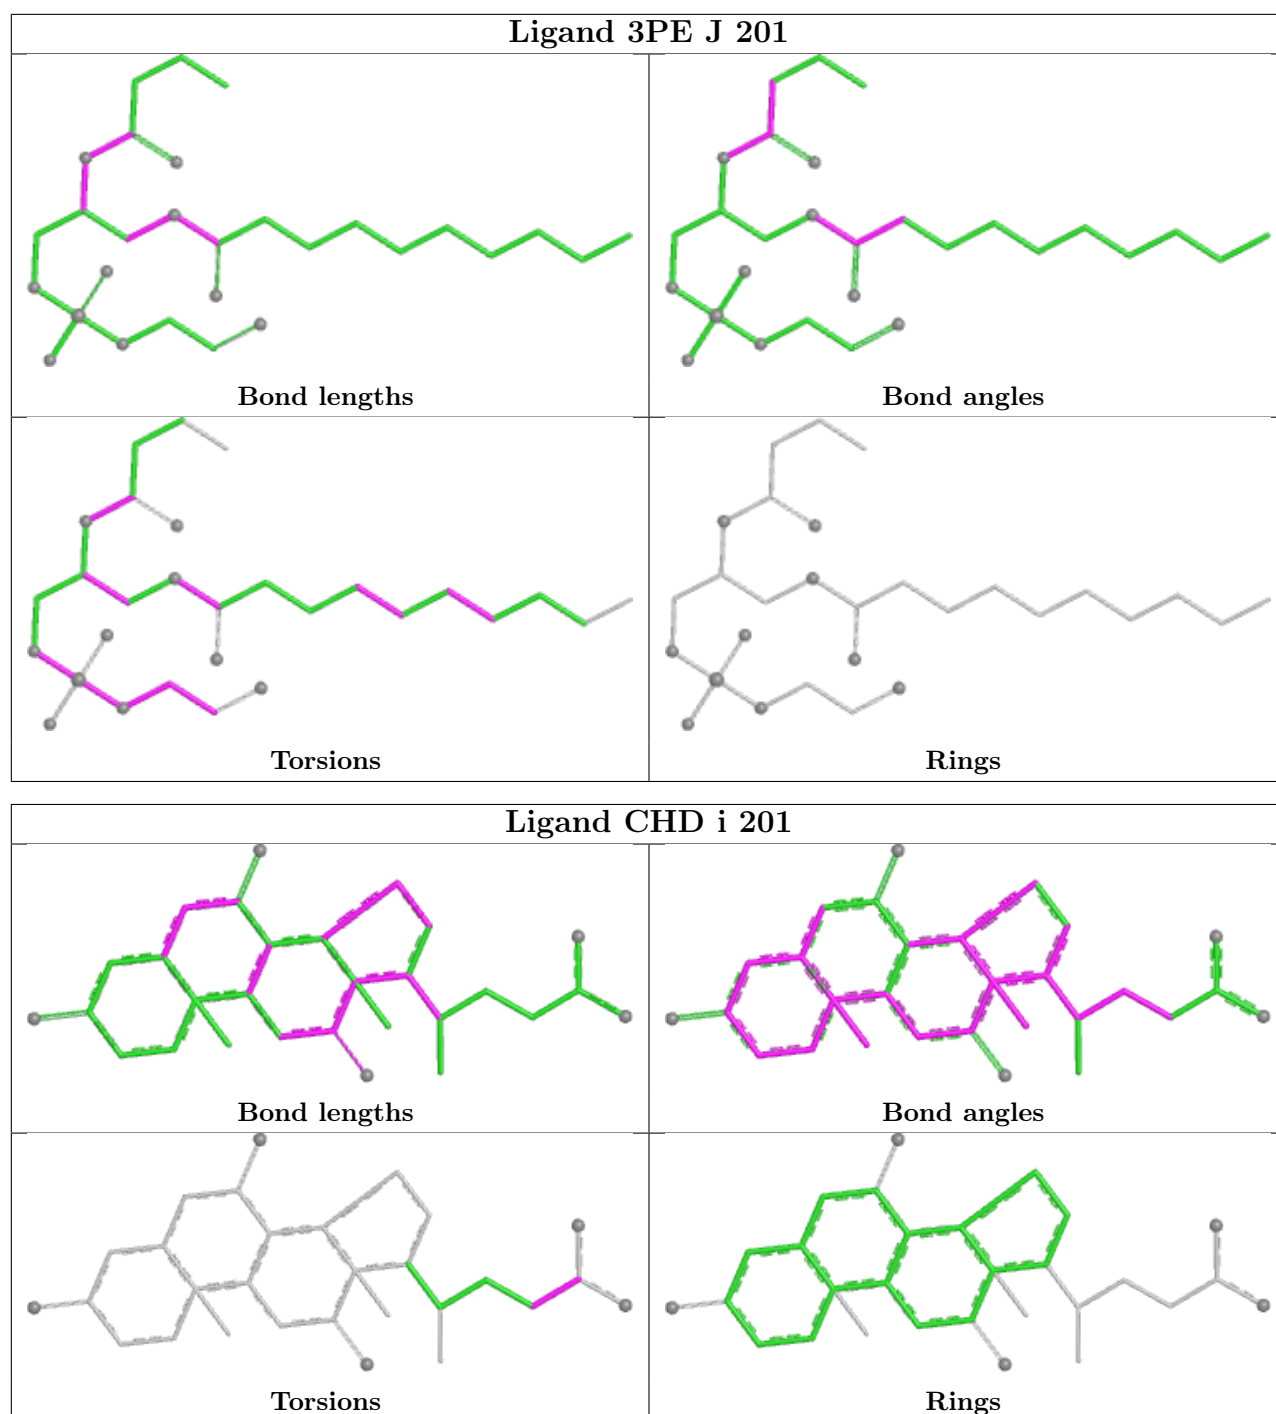 Ligand 3PE J 201
Bond lengths
Bond angles
Torsions
Rings
Ligand CHD i 201
Bond lengths
Bond angles
Torsions
Rings